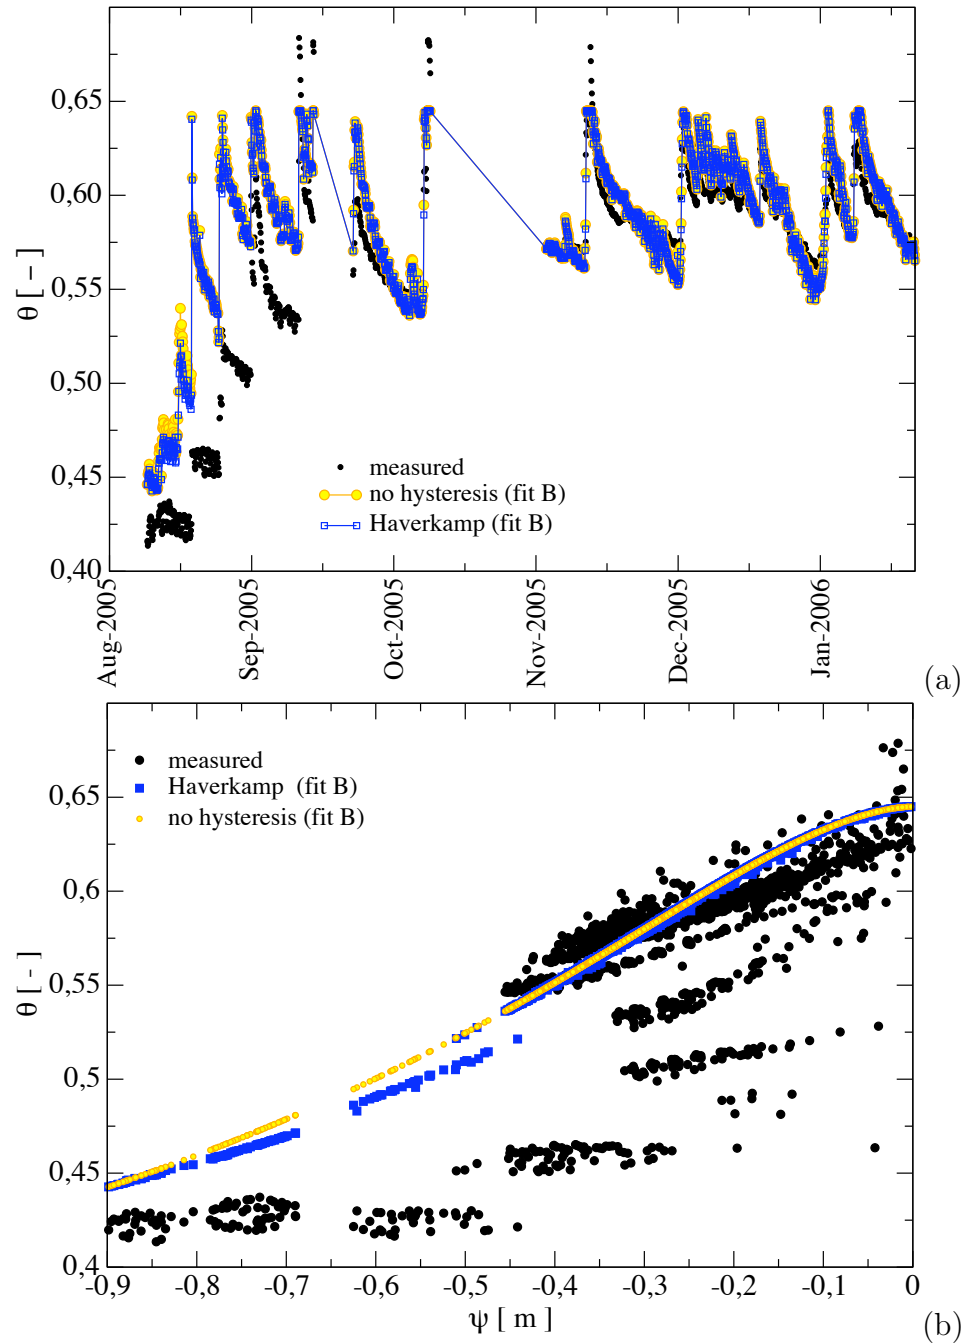 0,65
0,60
0,55
0,50
0,45
0,40
θ [ – ]
measured
no hysteresis (fit B)
Haverkamp (fit B)
Aug-2005
Sep-2005
Oct-2005
Nov-2005
Dec-2005
Jan-2006
(a)
measured
Haverkamp (fit B)
no hysteresis (fit B)
0,65
0,6
0,55
0,5
0,45
0,4
θ [ - ]
-0,9 -0,8 -0,7 -0,6 -0,5 -0,4 -0,3 -0,2 -0,1 0
ψ [ m ]
(b)